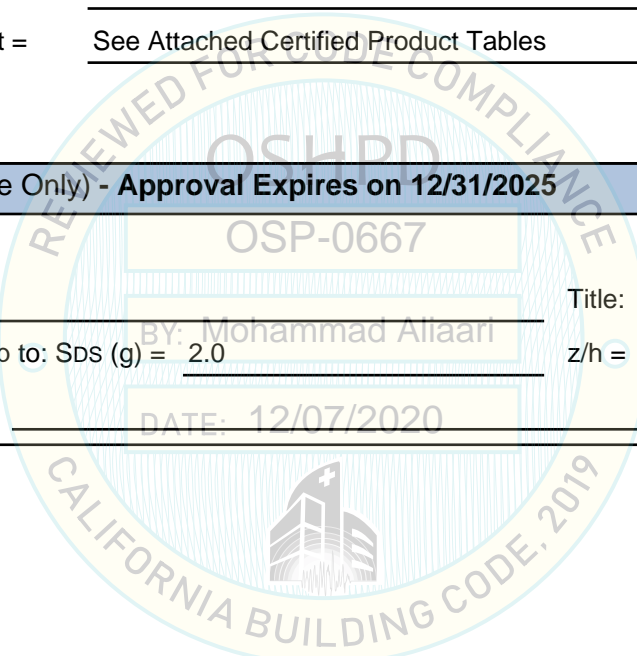 t = See Attached Certified Product Tables
REVIEWED FOR CODE COMPLIANCE
OSHPD
e Only) - Approval Expires on 12/31/2025
OSP-0667
Title:
BY: Mohammad Aliaari
o to: SDS (g) = 2.0 z/h =
DATE: 12/07/2020
CALIFORNIA BUILDING CODE, 2019